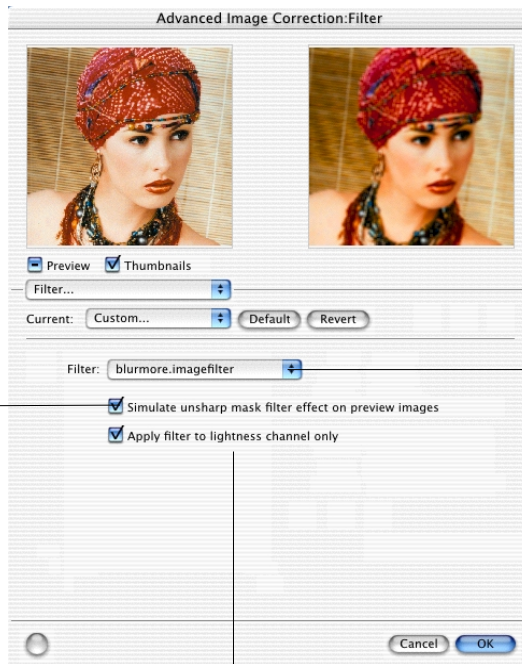 Advanced Image Correction:Filter
Preview Thumbnails
Filter...
Current: Custom... Default Revert
Filter: blurmore.imagefilter
Simulate unsharp mask filter effect on preview images
Apply filter to lightness channel only
Cancel OK